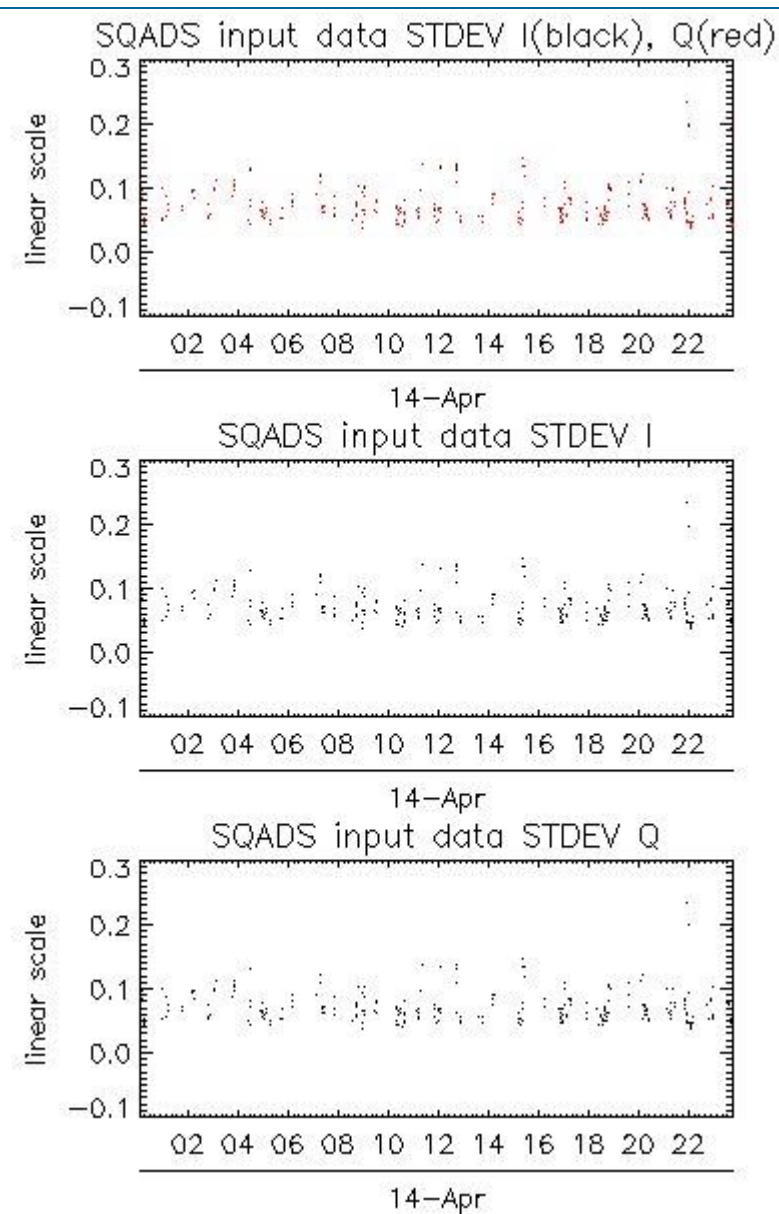 SQADS input data STDEV I(black), Q(red)
0.3
0.2
0.1
0.0
−0.1
linear scale
02 04 06 08 10 12 14 16 18 20 22
14−Apr
SQADS input data STDEV I
0.3
0.2
0.1
0.0
−0.1
linear scale
02 04 06 08 10 12 14 16 18 20 22
14−Apr
SQADS input data STDEV Q
0.3
0.2
0.1
0.0
−0.1
linear scale
02 04 06 08 10 12 14 16 18 20 22
14−Apr